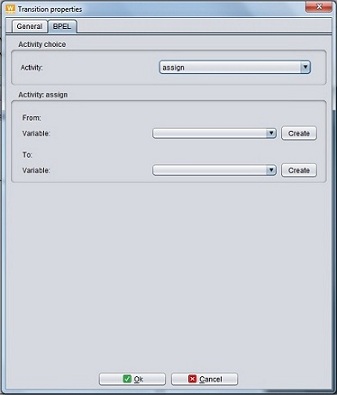 Transition properties
General BPEL
Activity choice
Activity: assign
Activity: assign
From:
Variable: Create
To:
Variable: Create
Ok Cancel